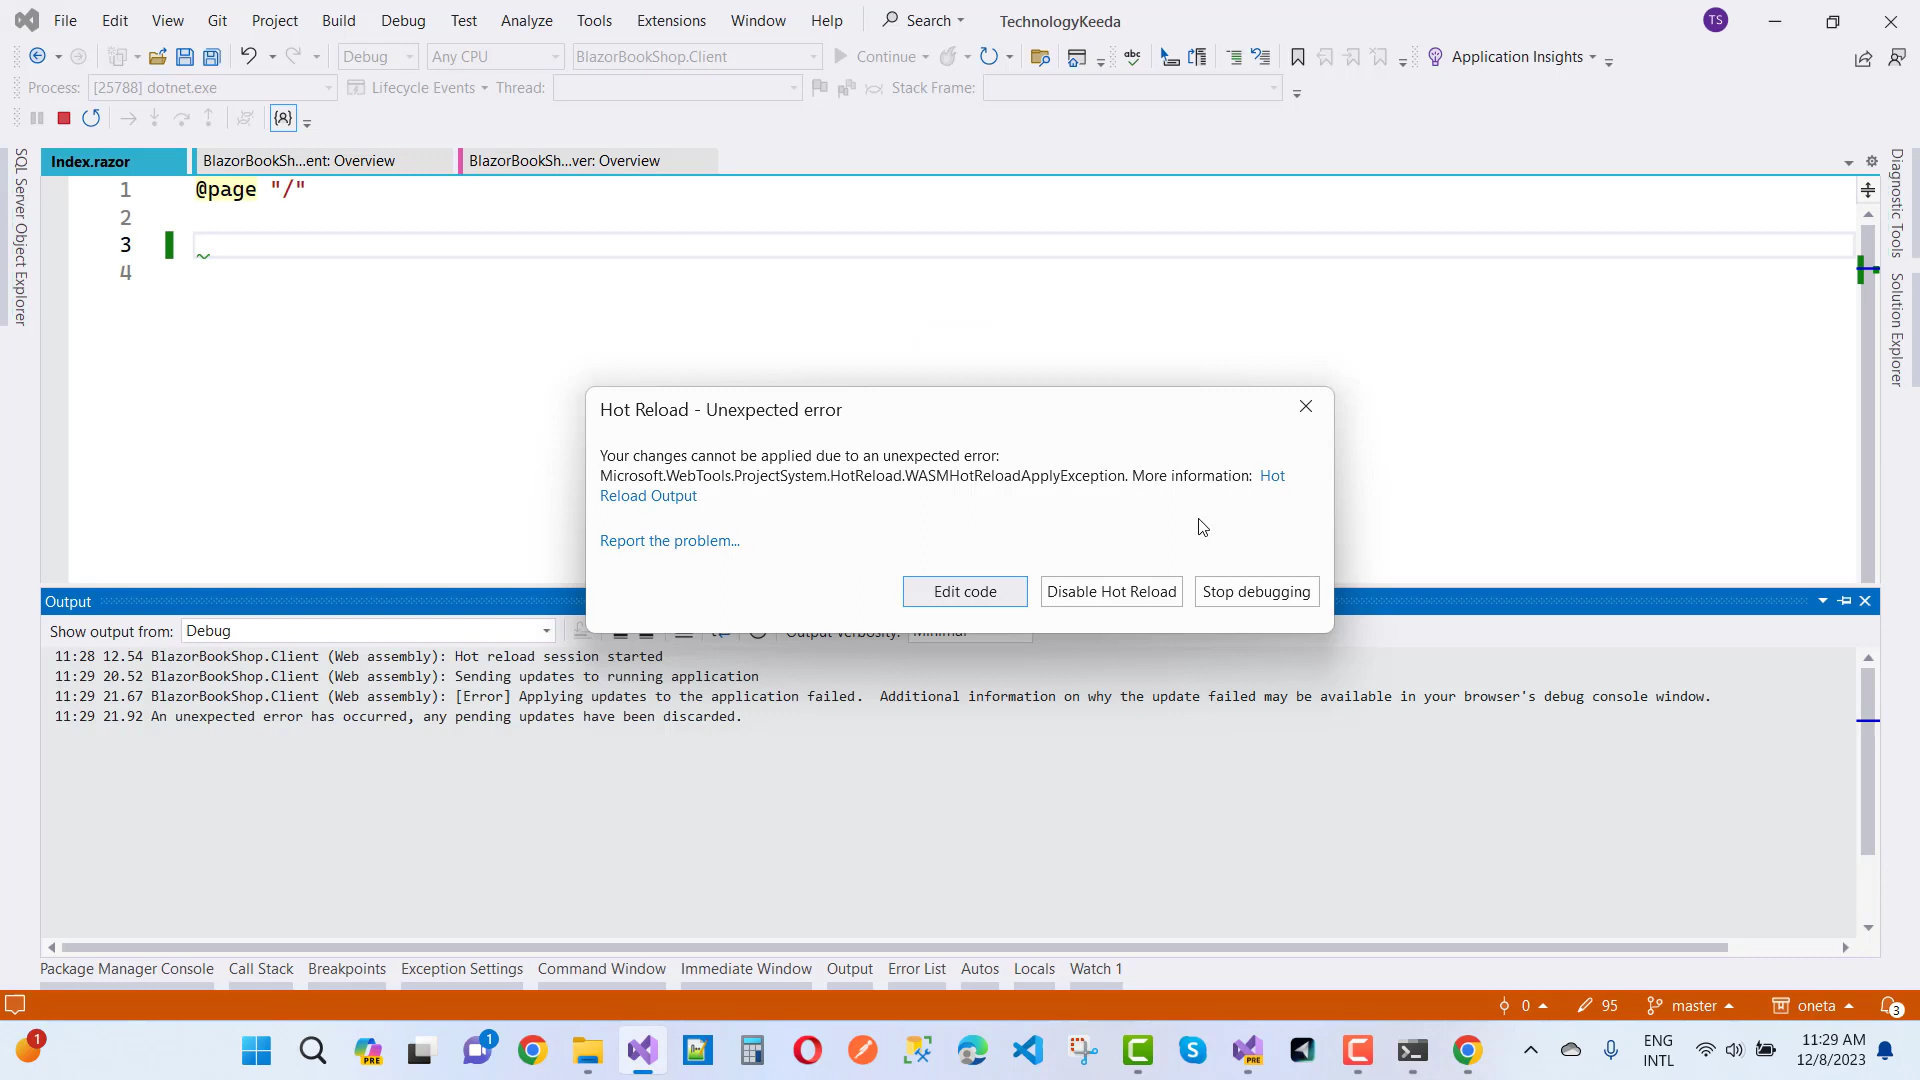 File Edit View Git Project Build Debug Test Analyze Tools Extensions Window Help Search TechnologyKeeda TS
Debug Any CPU BlazorBookShop.Client Continue abc Application Insights
Process: [25788] dotnet.exe Lifecycle Events Thread: Stack Frame:
SQL Server Object Explorer
Index.razor BlazorBookSh...ent: Overview BlazorBookSh...ver: Overview
Diagnostic Tools
Solution Explorer
1 @page "/"
2
3
4
Hot Reload - Unexpected error
Your changes cannot be applied due to an unexpected error:
Microsoft.WebTools.ProjectSystem.HotReload.WASMHotReloadApplyException. More information: Hot
Reload Output
Report the problem...
Edit code Disable Hot Reload Stop debugging
Output
Show output from: Debug
11:28 12.54 BlazorBookShop.Client (Web assembly): Hot reload session started
11:29 20.52 BlazorBookShop.Client (Web assembly): Sending updates to running application
11:29 21.67 BlazorBookShop.Client (Web assembly): [Error] Applying updates to the application failed.  Additional information on why the update failed may be available in your browser's debug console window.
11:29 21.92 An unexpected error has occurred, any pending updates have been discarded.
Package Manager Console Call Stack Breakpoints Exception Settings Command Window Immediate Window Output Error List Autos Locals Watch 1
0 95 master oneta 3
1 PRE 1 PRE ENG 11:29 AM
INTL 12/8/2023